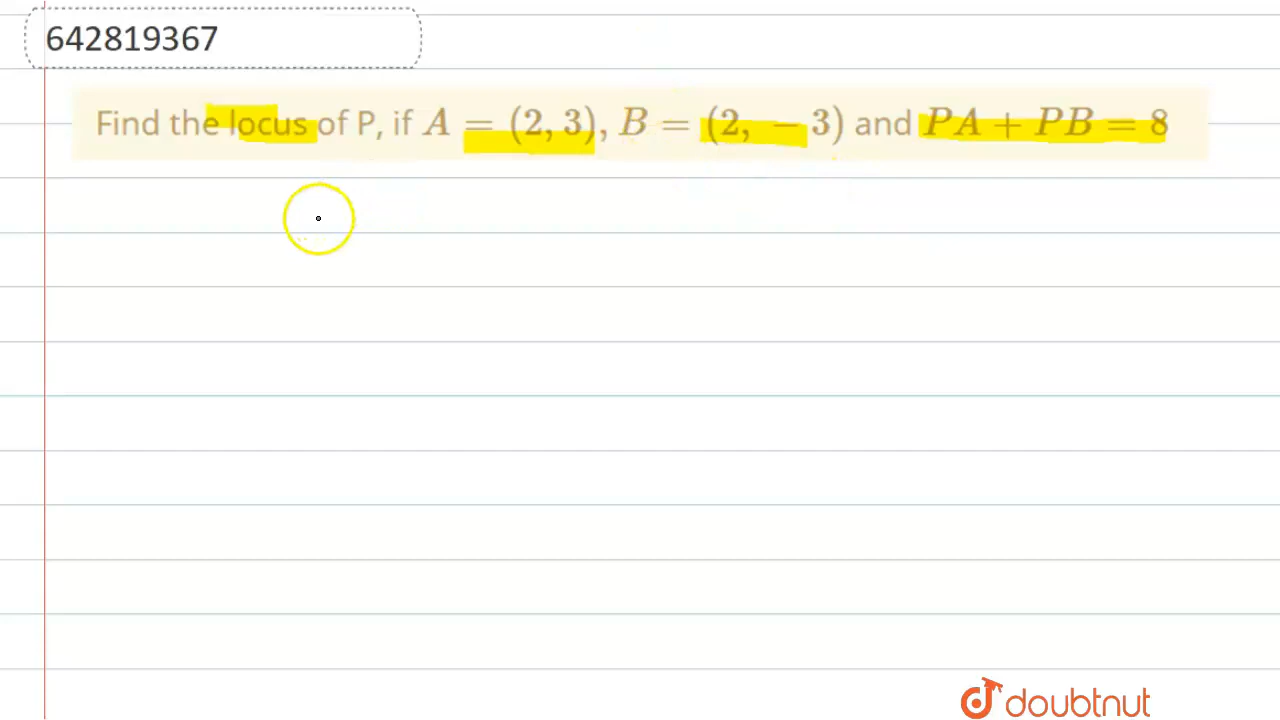 642819367
Find the locus of P, if A = (2, 3), B = (2, −3) and PA + PB = 8
doubtnut